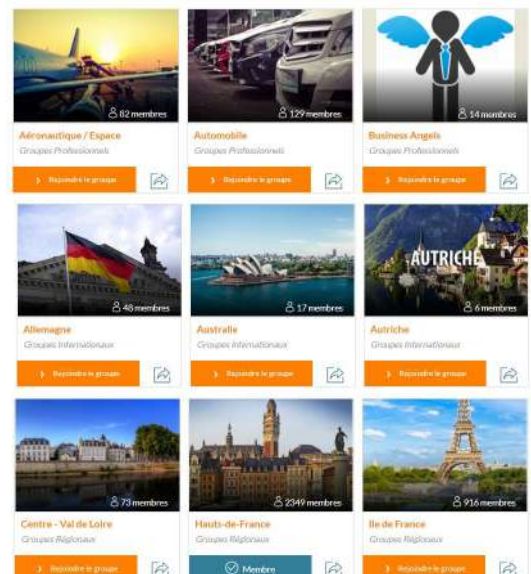 82 membres
129 membres
14 membres
Aéronautique / Espace
Automobile
Business Angels
Groupes Professionnels
Groupes Professionnels
Groupes Professionnels
Rejoindre le groupe
Rejoindre le groupe
Rejoindre le groupe
AUTRICHE
48 membres
17 membres
6 membres
Allemagne
Australie
Autriche
Groupes Internationaux
Groupes Internationaux
Groupes Internationaux
Rejoindre le groupe
Rejoindre le groupe
Rejoindre le groupe
73 membres
2349 membres
916 membres
Centre - Val de Loire
Hauts-de-France
Ile de France
Groupes Régionaux
Groupes Régionaux
Groupes Régionaux
Rejoindre le groupe
Membre
Rejoindre le groupe